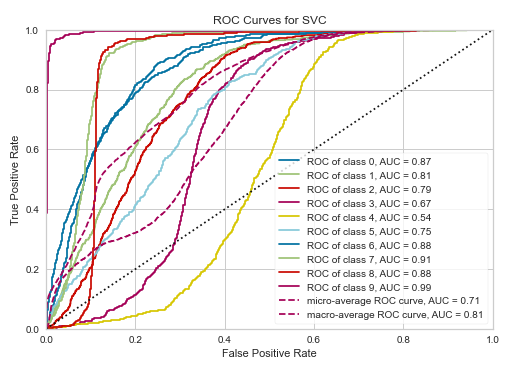 ROC Curves for SVC
1.0
0.8
0.6
0.4
0.2
0.0
True Positive Rate
ROC of class 0, AUC = 0.87
ROC of class 1, AUC = 0.81
ROC of class 2, AUC = 0.79
ROC of class 3, AUC = 0.67
ROC of class 4, AUC = 0.54
ROC of class 5, AUC = 0.75
ROC of class 6, AUC = 0.88
ROC of class 7, AUC = 0.91
ROC of class 8, AUC = 0.88
ROC of class 9, AUC = 0.99
micro-average ROC curve, AUC = 0.71
macro-average ROC curve, AUC = 0.81
0.0 0.2 0.4 0.6 0.8 1.0
False Positive Rate